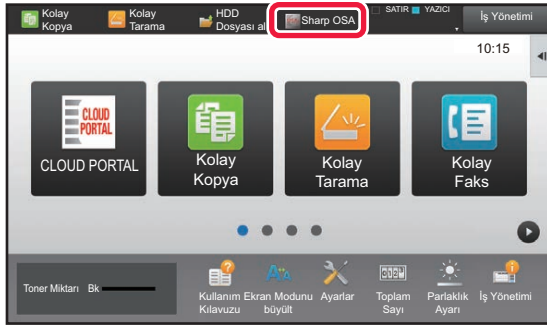 Kolay
Kopya
Kolay
Tarama
HDD
Dosyası al
Sharp OSA
SATIR
YAZICI
İş Yönetimi
10:15
CLOUD
PORTAL
CLOUD PORTAL
Kolay
Kopya
Kolay
Tarama
Kolay
Faks
Toner Miktarı Bk
Kullanım
Kılavuzu
Ekran Modunu
büyült
Ayarlar
Toplam
Sayı
Parlaklık
Ayarı
İş Yönetimi